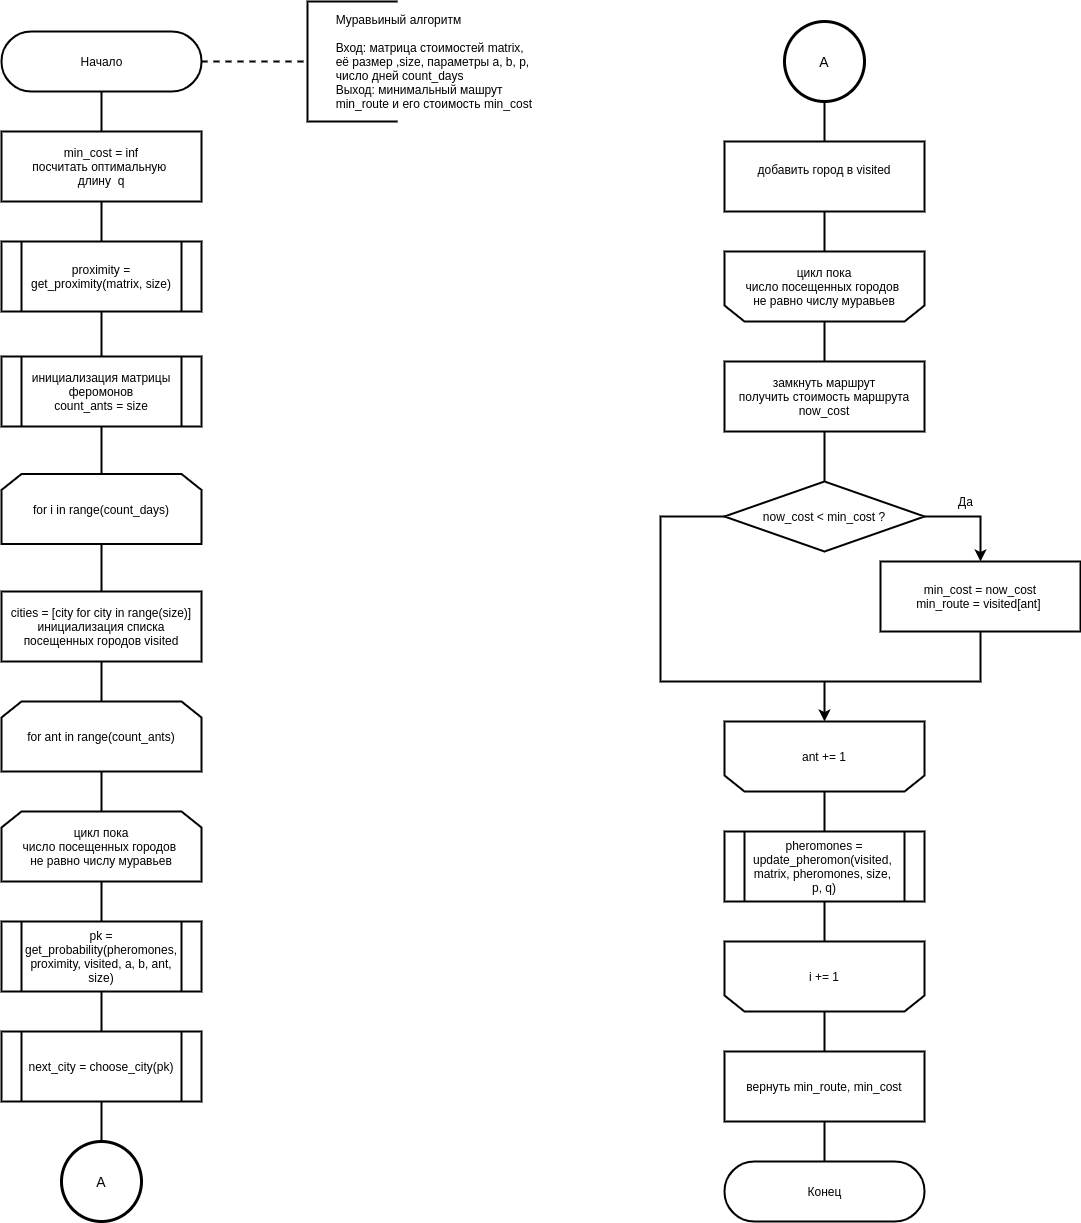 Начало
Муравьиный алгоритм
Вход: матрица стоимостей matrix,
её размер ,size, параметры a, b, p,
число дней count_days
Выход: минимальный машрут
min_route и его стоимость min_cost
min_cost = inf
посчитать оптимальную
длину q
proximity =
get_proximity(matrix, size)
инициализация матрицы
феромонов
count_ants = size
for i in range(count_days)
cities = [city for city in range(size)]
инициализация списка
посещенных городов visited
for ant in range(count_ants)
цикл пока
число посещенных городов
не равно числу муравьев
pk =
get_probability(pheromones,
proximity, visited, a, b, ant,
size)
next_city = choose_city(pk)
A
A
добавить город в visited
цикл пока
число посещенных городов
не равно числу муравьев
замкнуть маршрут
получить стоимость маршрута
now_cost
now_cost < min_cost ?
Да
min_cost = now_cost
min_route = visited[ant]
ant += 1
pheromones =
update_pheromon(visited,
matrix, pheromones, size,
p, q)
i += 1
вернуть min_route, min_cost
Конец